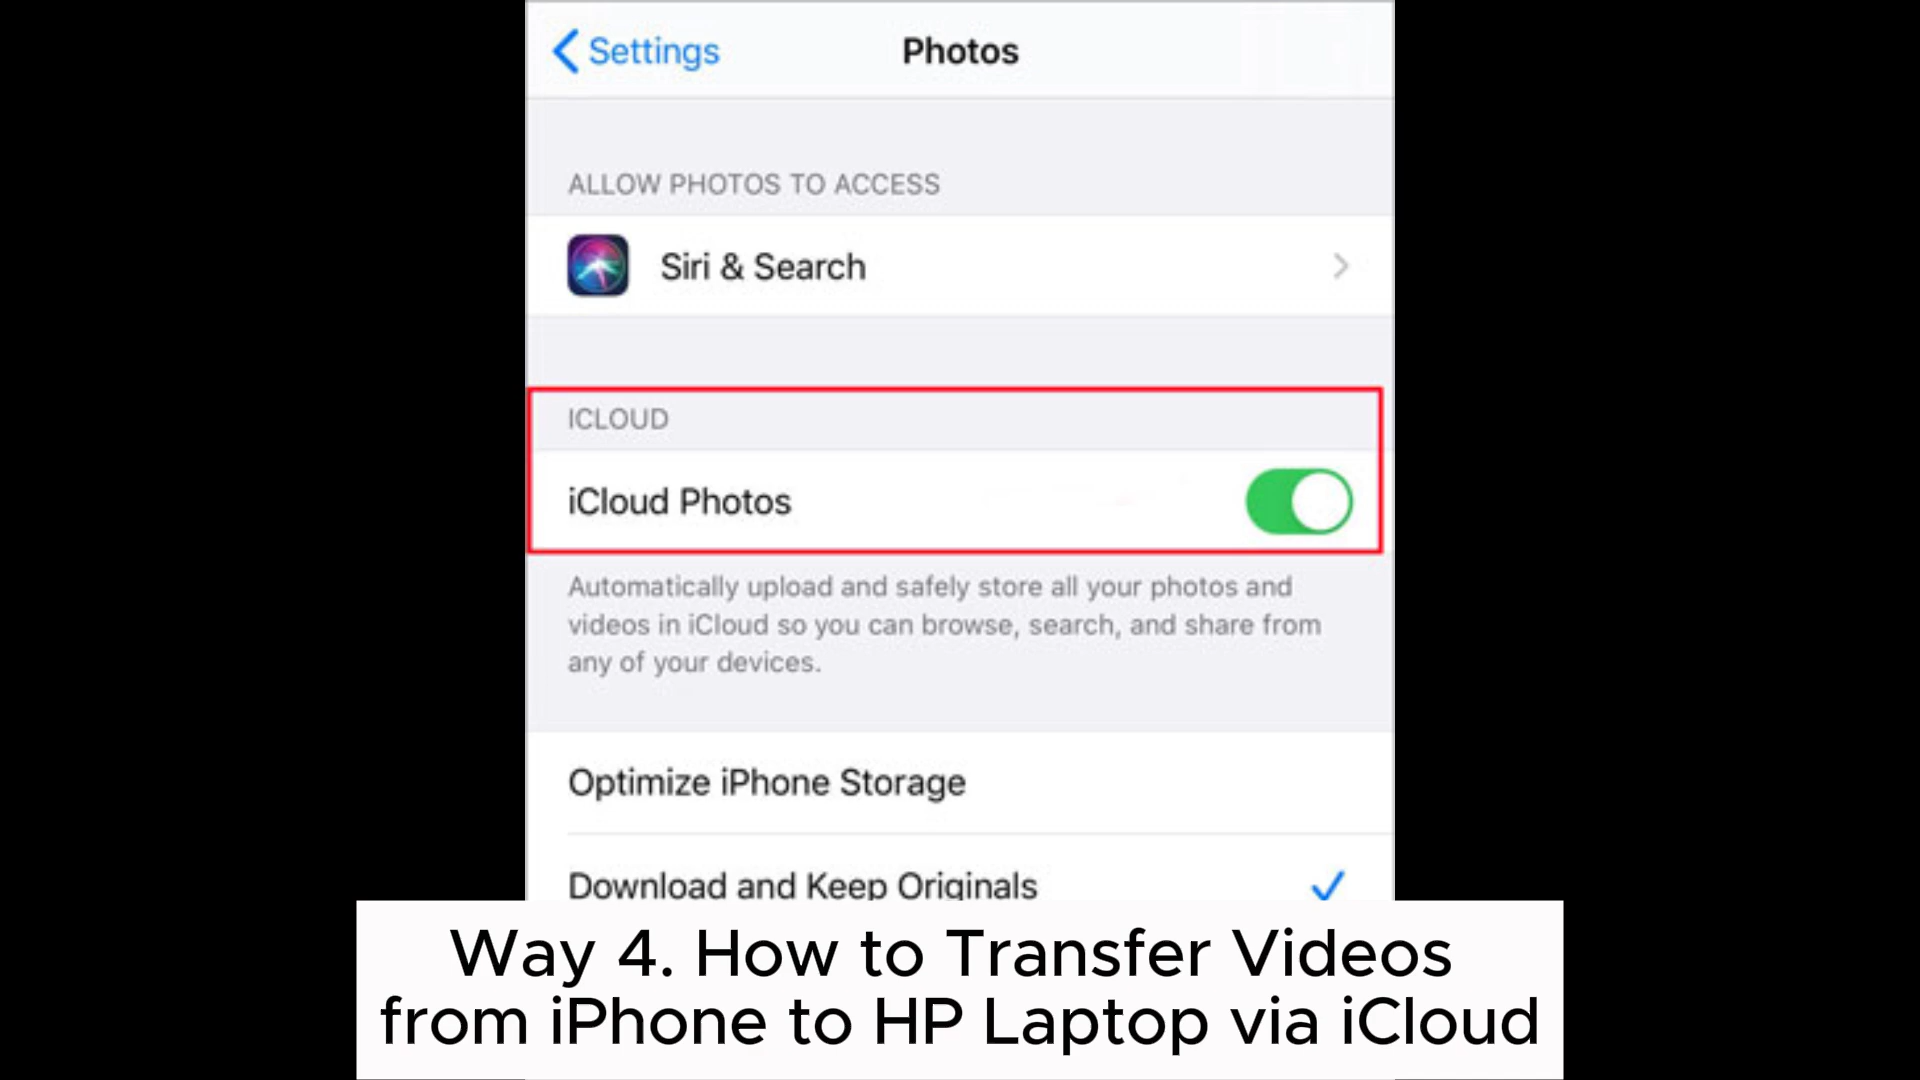 Settings
Photos
ALLOW PHOTOS TO ACCESS
Siri & Search
ICLOUD
iCloud Photos
Automatically upload and safely store all your photos and
videos in iCloud so you can browse, search, and share from
any of your devices.
Optimize iPhone Storage
Download and Keep Originals
Way 4. How to Transfer Videos
from iPhone to HP Laptop via iCloud